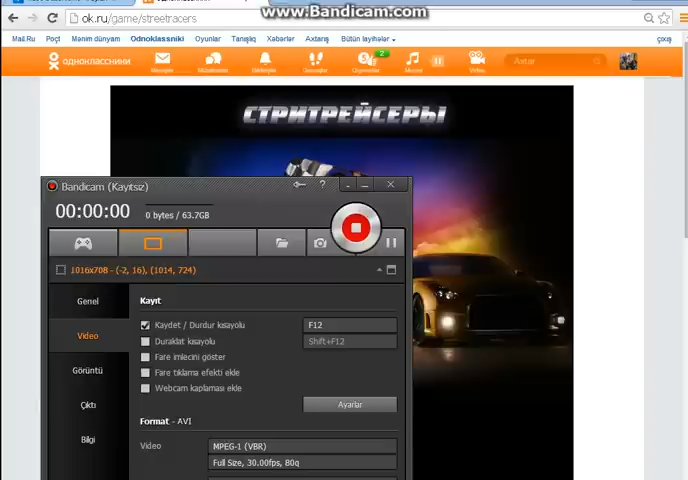 www.Bandicam.com
ok.ru/game/streetracers
Mail.Ru Poçt Mənim dünyam Odnoklassniki Oyunlar Tanışlıq Xəbərlər Axtarış Bütün layihələr çıxış
одноклассники
2
Video
Axtar
СТРИТРЕЙСЕРЫ
Bandicam (Kayıtsız)
00:00:00
0 bytes / 63.7GB
1016x708 - (-2, 16), (1014, 724)
Genel
Video
Görüntü
Çıktı
Bilgi
Kayıt
Kaydet / Durdur kısayolu F12
Duraklat kısayolu Shift+F12
Fare imlecini göster
Fare tıklama efekti ekle
Webcam kaplaması ekle
Ayarlar
Format - AVI
Video MPEG-1 (VBR)
Full Size, 30.00fps, 80q